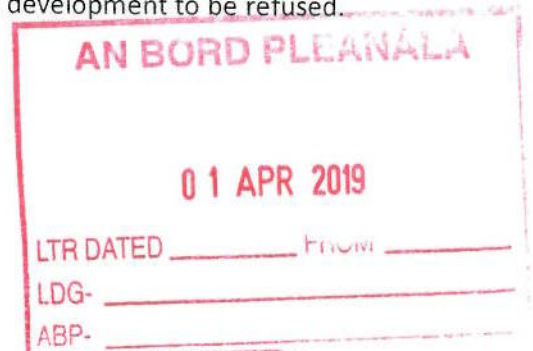 development to be refused.
AN BORD PLEANÁLA
01 APR 2019
LTR DATED FROM
LDG-
ABP-